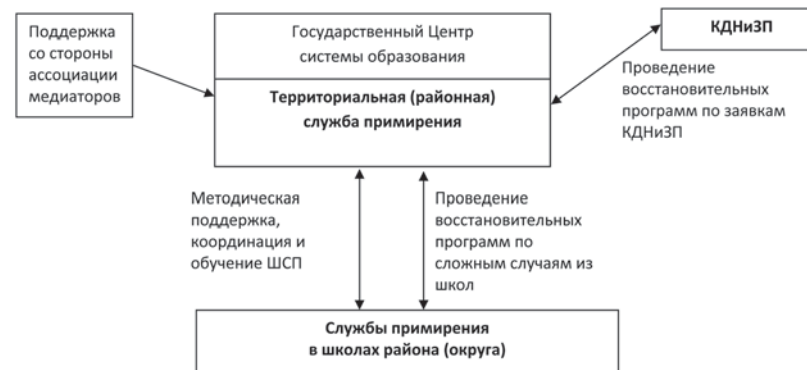 Поддержка
со стороны
ассоциации
медиаторов
Государственный Центр
системы образования
Территориальная (районная)
служба примирения
КДНиЗП
Проведение
восстановительных
программ по заявкам
КДНиЗП
Методическая
поддержка,
координация и
обучение ШСП
Проведение
восстановительных
программ по
сложным случаям из
школ
Службы примирения
в школах района (округа)